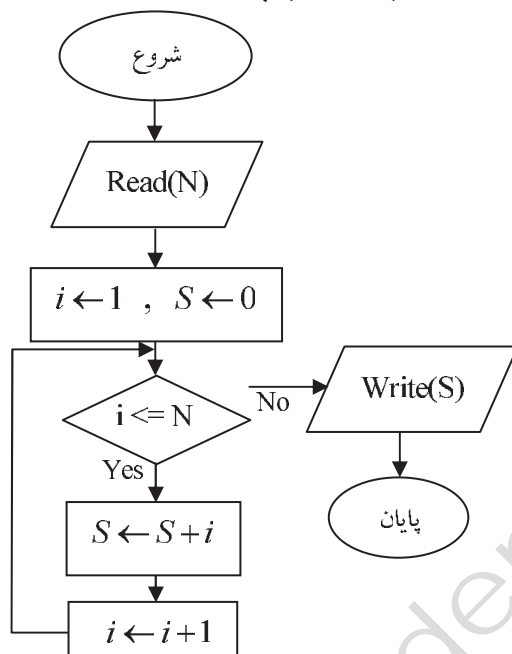 شروع
Read(N)
i ← 1 , S ← 0
i <= N
No
Write(S)
Yes
S ← S + i
پایان
i ← i + 1